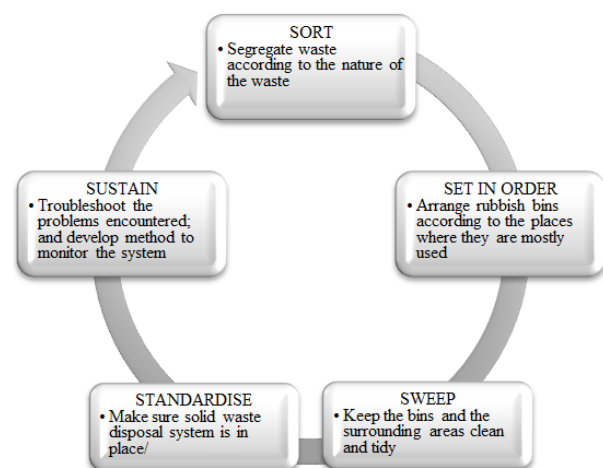 SORT
• Segregate waste
according to the nature of
the waste
SET IN ORDER
• Arrange rubbish bins
according to the places
where they are mostly
used
SWEEP
• Keep the bins and the
surrounding areas clean
and tidy
STANDARDISE
• Make sure solid waste
disposal system is in
place/
SUSTAIN
• Troubleshoot the
problems encountered;
and develop method to
monitor the system